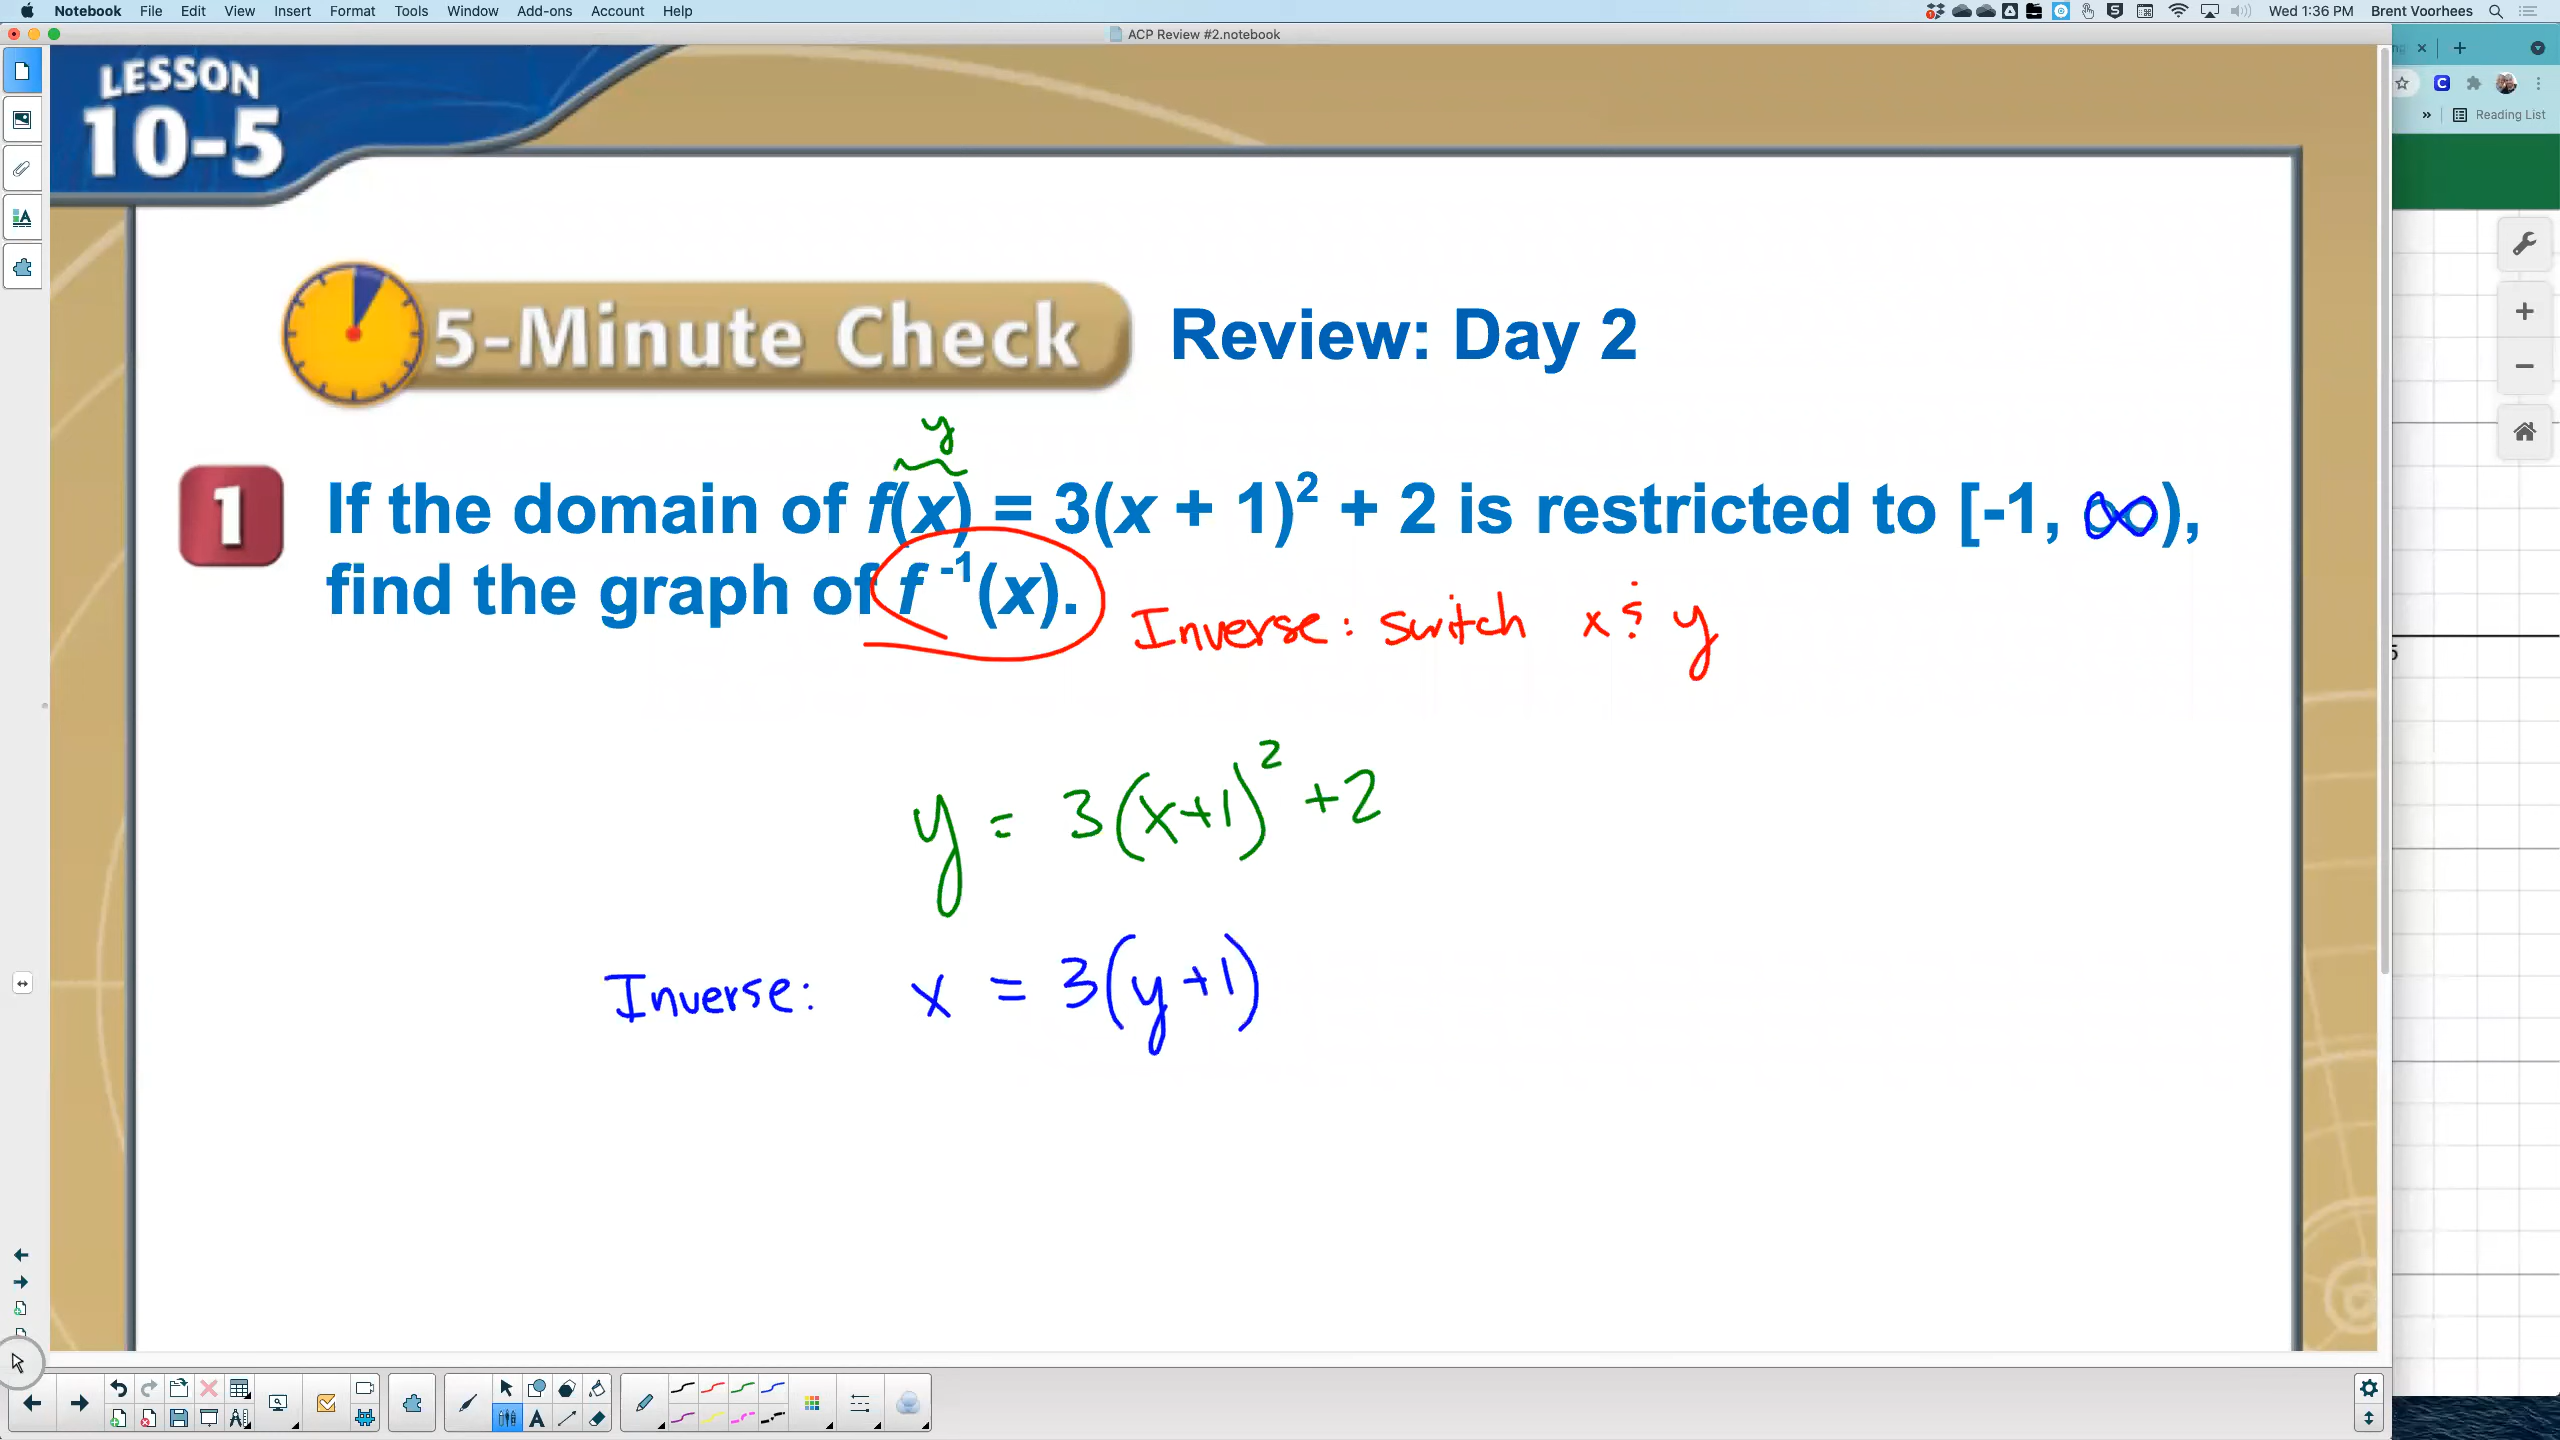 Notebook File Edit View Insert Format Tools Window Add-ons Account Help Wed 1:36 PM Brent Voorhees
ACP Review #2.notebook
Reading List
LESSON
10-5
5-Minute Check Review: Day 2
y
1 If the domain of f(x) = 3(x + 1)² + 2 is restricted to [-1, ∞),
find the graph of f⁻¹(x).
Inverse: switch x & y
5
y = 3(x+1)² +2
Inverse: x = 3(y+1)